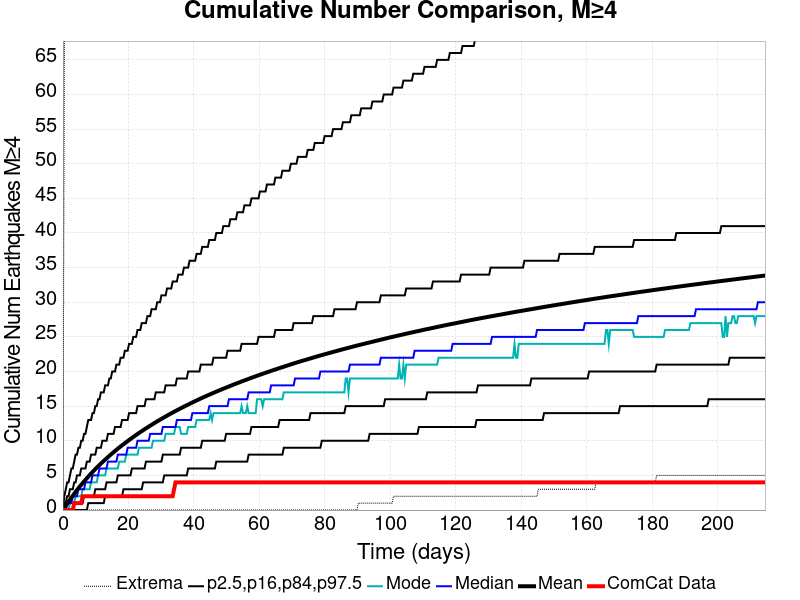 Cumulative Number Comparison, M≥4
Cumulative Num Earthquakes M≥4
65
60
55
50
45
40
35
30
25
20
15
10
5
0
0 20 40 60 80 100 120 140 160 180 200
Time (days)
Extrema p2.5,p16,p84,p97.5 Mode Median Mean ComCat Data